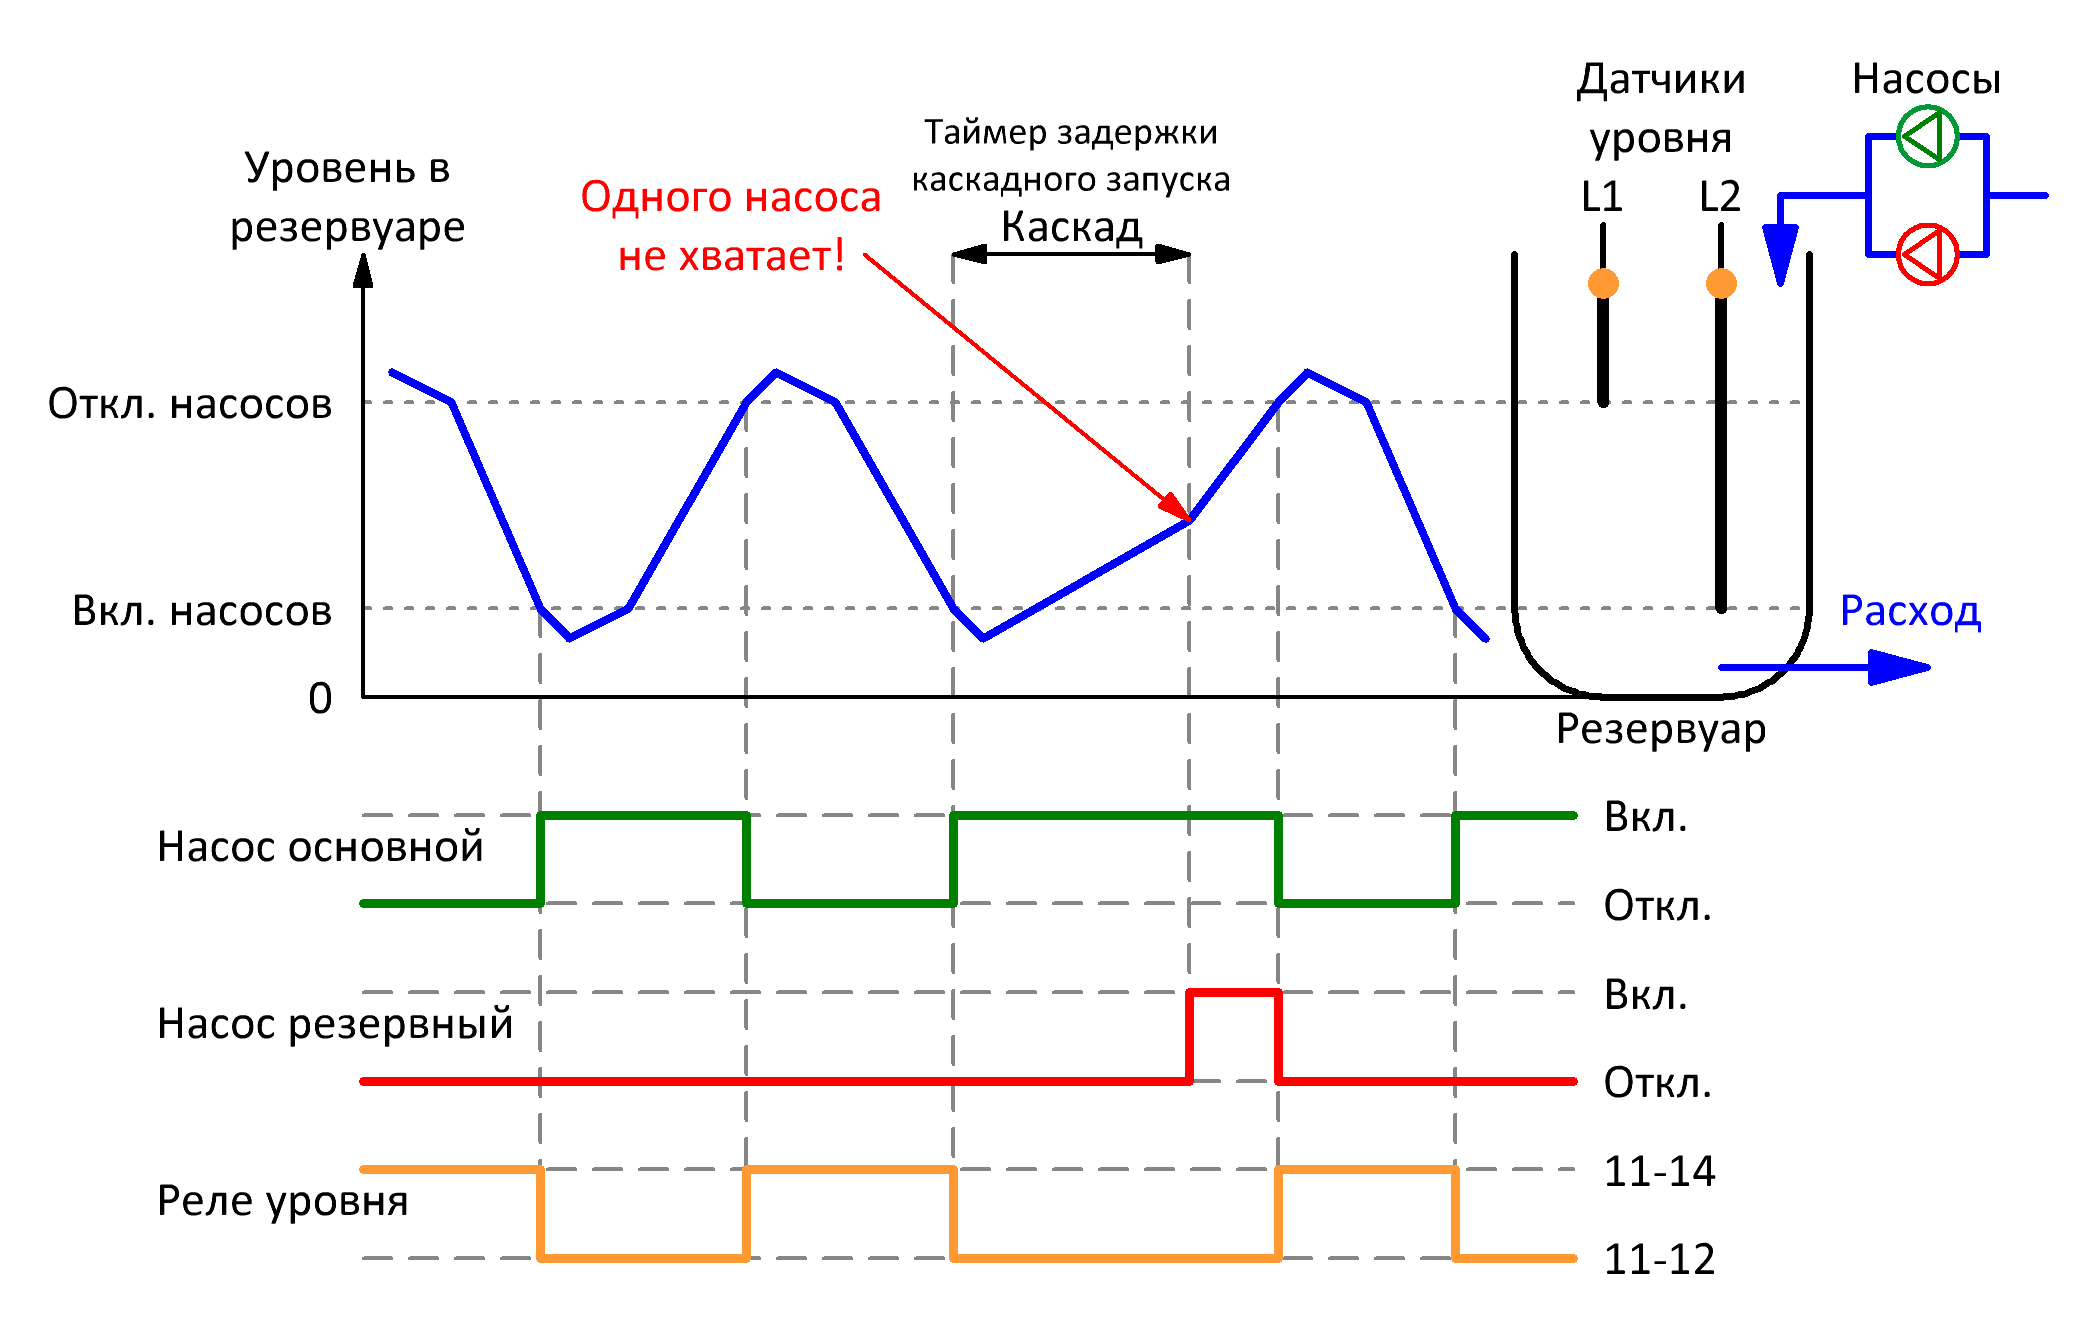 Датчики
уровня
L1
L2
Насосы
Таймер задержки
каскадного запуска
Каскад
Уровень в
резервуаре
Одного насоса
не хватает!
Откл. насосов
Вкл. насосов
0
Расход
Резервуар
Насос основной
Вкл.
Откл.
Насос резервный
Вкл.
Откл.
Реле уровня
11-14
11-12